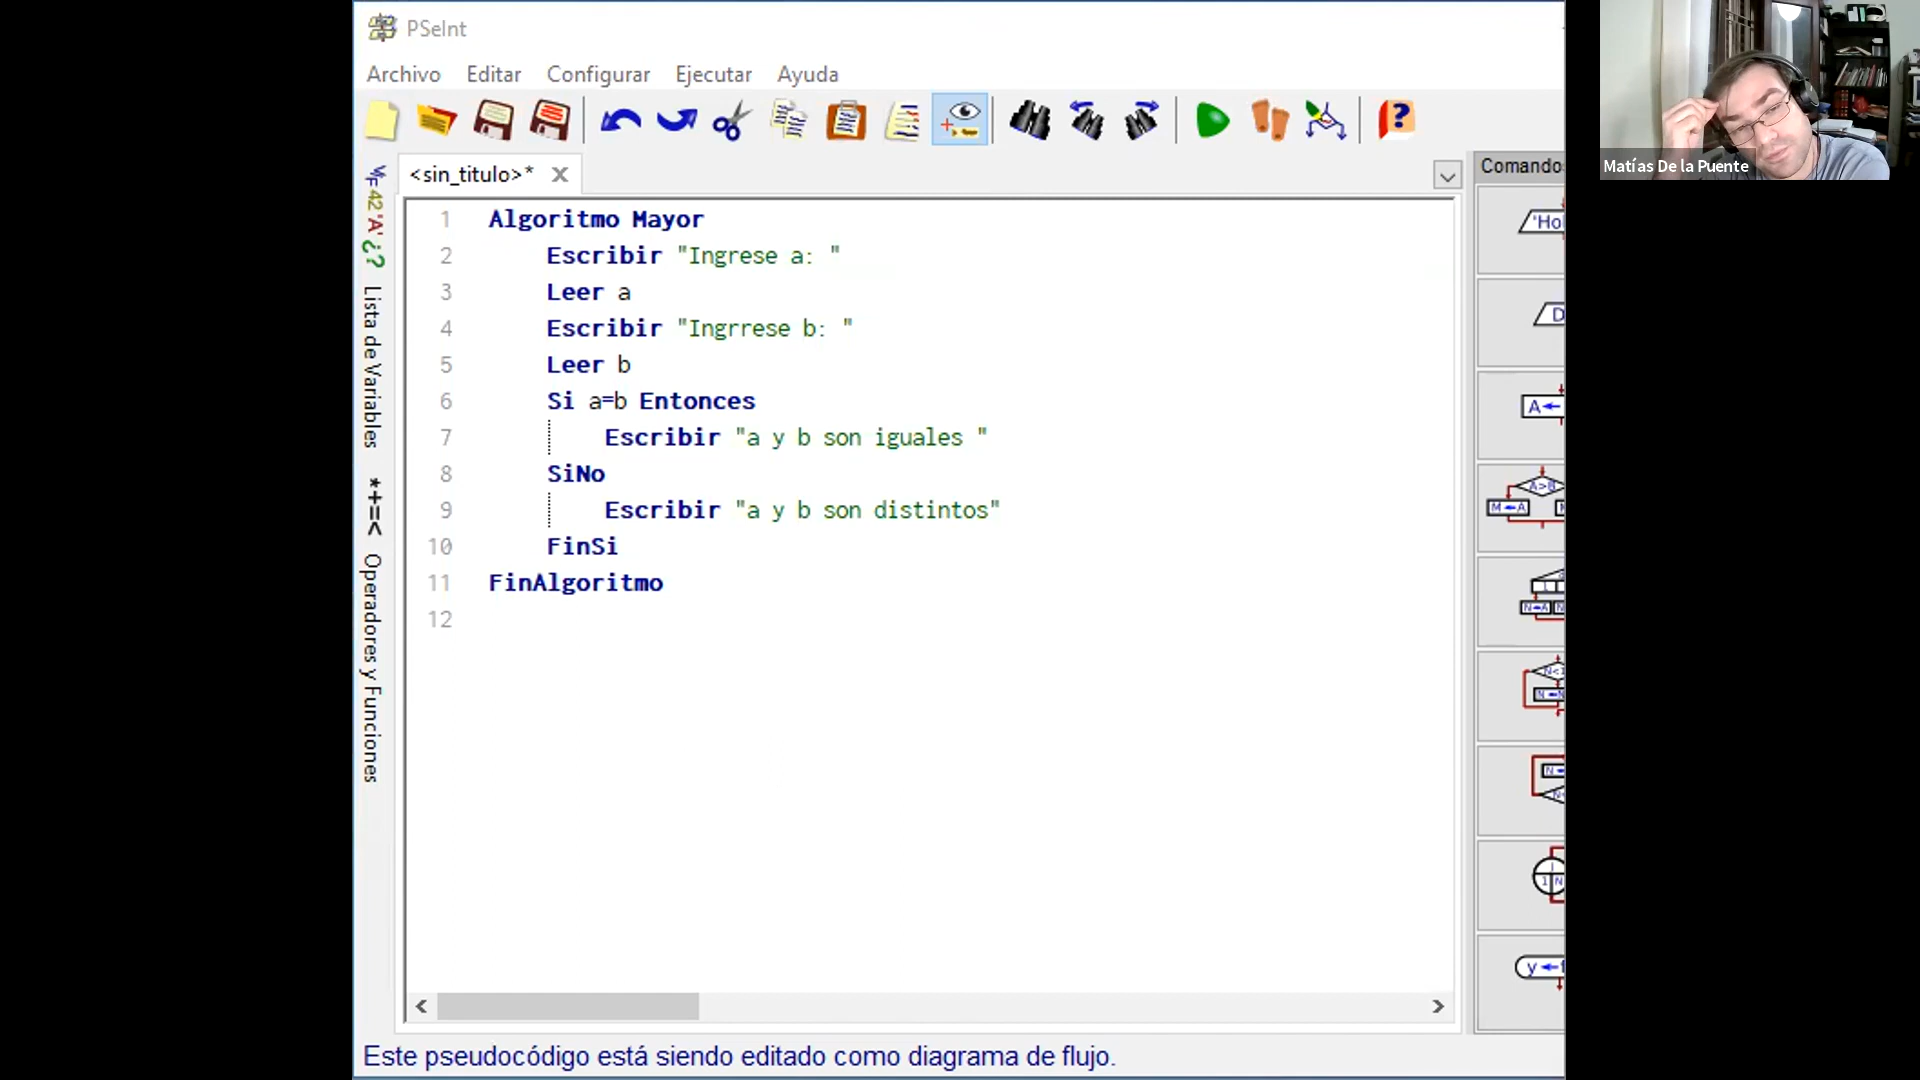 PSeInt
Archivo Editar Configurar Ejecutar Ayuda
<sin_titulo>*
Comando
1 Algoritmo Mayor
2 Escribir "Ingrese a: "
3 Leer a
4 Escribir "Ingrrese b: "
5 Leer b
6 Si a=b Entonces
7 Escribir "a y b son iguales "
8 SiNo
9 Escribir "a y b son distintos"
10 FinSi
11 FinAlgoritmo
12
42 'A' ¿? Lista de Variables
*+=< Operadores y Funciones
'Hol
A
A>B
M A
y
Este pseudocódigo está siendo editado como diagrama de flujo.
Matías De la Puente